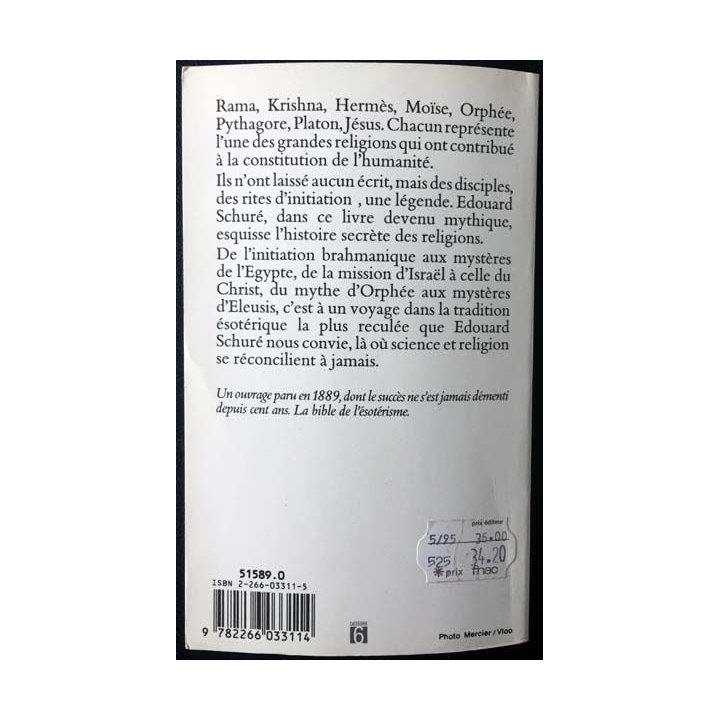 Rama, Krishna, Hermès, Moïse, Orphée,
Pythagore, Platon, Jésus. Chacun représente
l'une des grandes religions qui ont contribué
à la constitution de l'humanité.
Ils n'ont laissé aucun écrit, mais des disciples,
des rites d'initiation , une légende. Edouard
Schuré, dans ce livre devenu mythique,
esquisse l'histoire secrète des religions.
De l'initiation brahmanique aux mystères
de l'Egypte, de la mission d'Israël à celle du
Christ, du mythe d'Orphée aux mystères
d'Eleusis, c'est à un voyage dans la tradition
ésotérique la plus reculée que Edouard
Schuré nous convie, là où science et religion
se réconcilient à jamais.
Un ouvrage paru en 1889, dont le succès ne s'est jamais démenti
depuis cent ans. La bible de l'ésotérisme.
prix éditeur
5/95 36.00
525 34.20
*prix fnac
51589.0
ISBN 2-266-03311-5
9 782266 033114
CATÉGORIE
6
Photo Mercier/Vloo